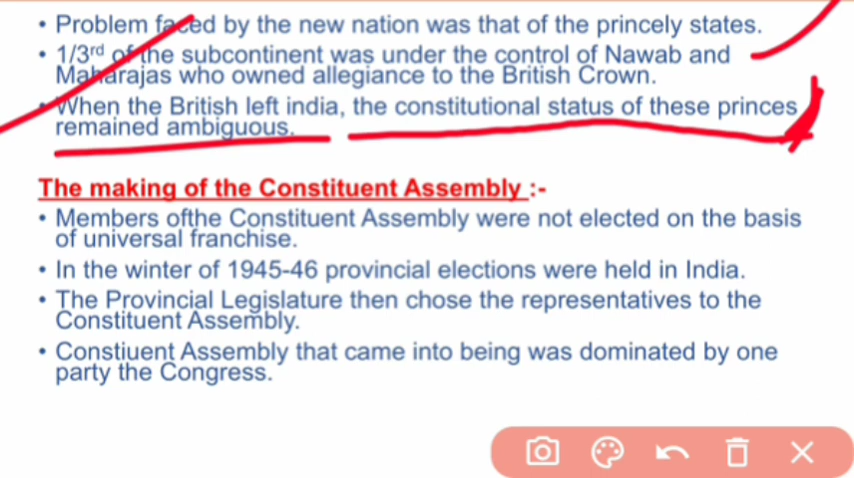 • Problem faced by the new nation was that of the princely states.
• 1/3rd of the subcontinent was under the control of Nawab and
Maharajas who owned allegiance to the British Crown.
• When the British left india, the constitutional status of these princes
remained ambiguous.
The making of the Constituent Assembly :-
• Members ofthe Constituent Assembly were not elected on the basis
of universal franchise.
• In the winter of 1945-46 provincial elections were held in India.
• The Provincial Legislature then chose the representatives to the
Constituent Assembly.
• Constiuent Assembly that came into being was dominated by one
party the Congress.